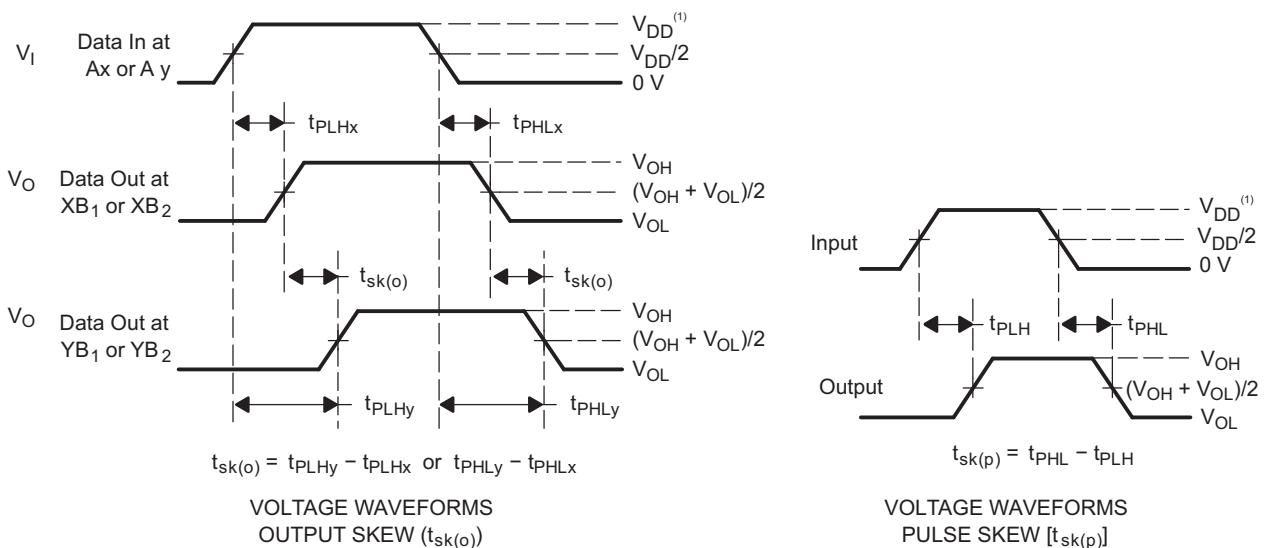 V_I
Data In at
Ax or A y
V_DD^(1)
V_DD/2
0 V
t_PLHx
t_PHLx
V_O
Data Out at
XB_1 or XB_2
V_OH
(V_OH + V_OL)/2
V_OL
t_sk(o)
t_sk(o)
V_O
Data Out at
YB_1 or YB_2
V_OH
(V_OH + V_OL)/2
V_OL
t_PLHy
t_PHLy
t_sk(o) = t_PLHy − t_PLHx or t_PHLy − t_PHLx
VOLTAGE WAVEFORMS
OUTPUT SKEW (t_sk(o))
Input
V_DD^(1)
V_DD/2
0 V
t_PLH
t_PHL
Output
V_OH
(V_OH + V_OL)/2
V_OL
t_sk(p) = t_PHL − t_PLH
VOLTAGE WAVEFORMS
PULSE SKEW [t_sk(p)]